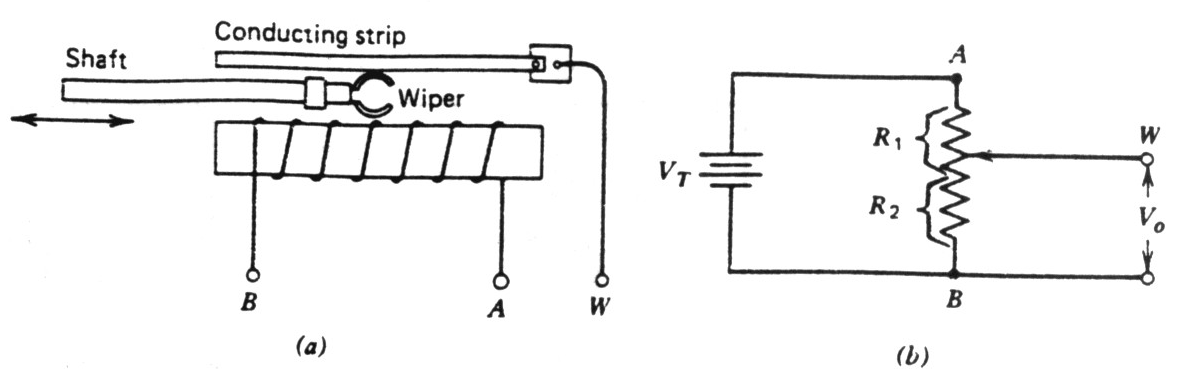 Conducting strip
Shaft
Wiper
B
A
W
(a)
A
R1
W
VT
R2
Vo
B
(b)